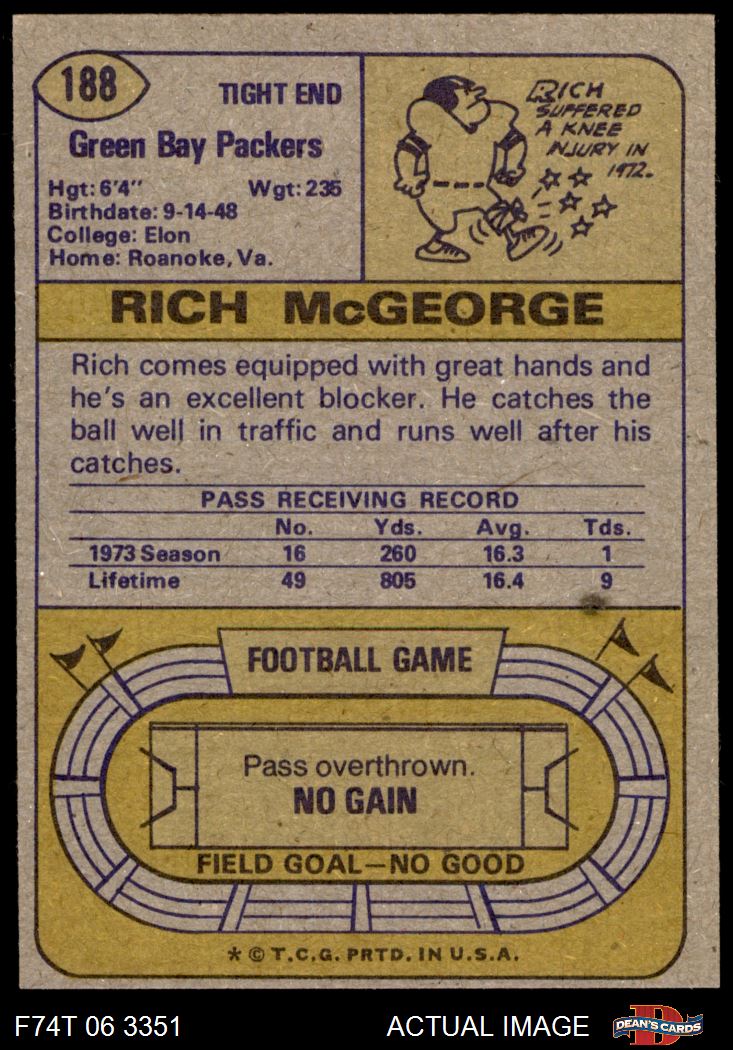 188
TIGHT END
Green Bay Packers
Hgt: 6'4" Wgt: 235
Birthdate: 9-14-48
College: Elon
Home: Roanoke, Va.
RICH
SUFFERED
A KNEE
INJURY IN
1972.
RICH McGEORGE
Rich comes equipped with great hands and
he's an excellent blocker. He catches the
ball well in traffic and runs well after his
catches.
PASS RECEIVING RECORD
No. Yds. Avg. Tds.
1973 Season 16 260 16.3 1
Lifetime 49 805 16.4 9
FOOTBALL GAME
Pass overthrown.
NO GAIN
FIELD GOAL—NO GOOD
* © T.C.G. PRTD. IN U.S.A.
F74T 06 3351 ACTUAL IMAGE
D
DEAN'S CARDS